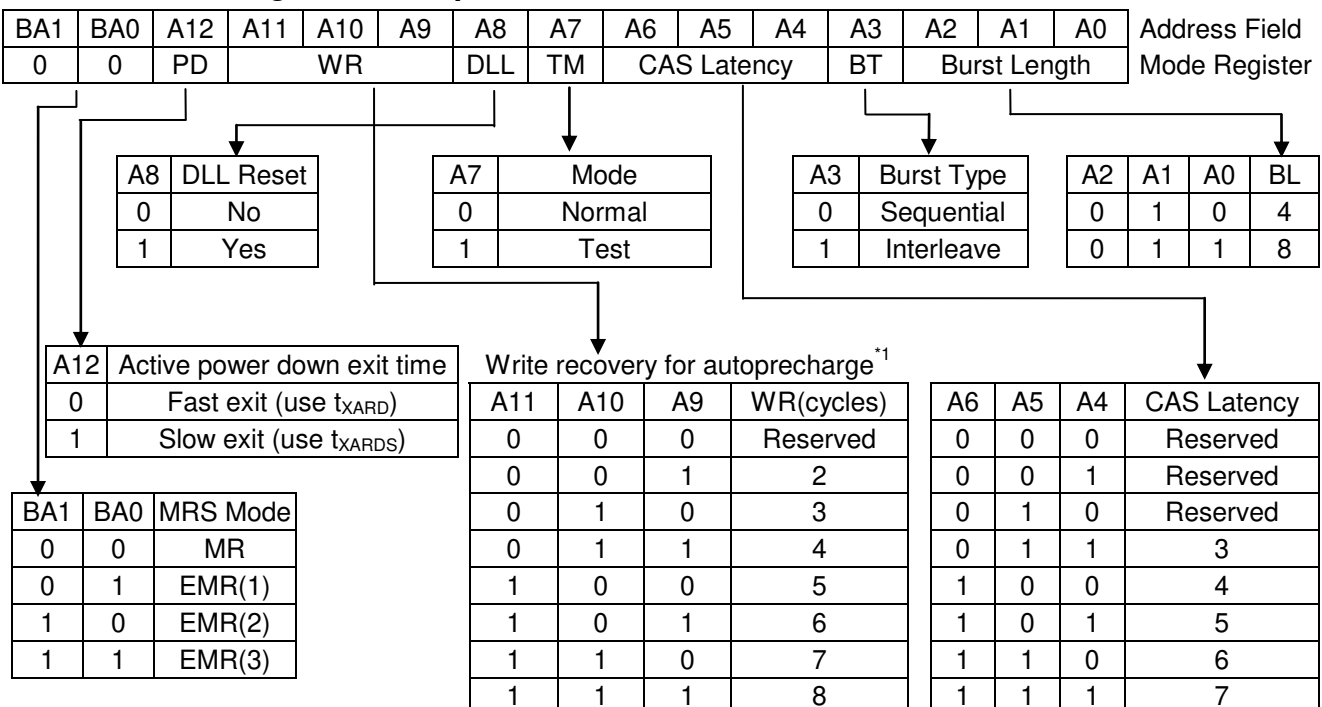 BA1 BA0 A12 A11 A10 A9 A8 A7 A6 A5 A4 A3 A2 A1 A0 Address Field
0 0 PD WR DLL TM CAS Latency BT Burst Length Mode Register
A8 DLL Reset
0 No
1 Yes
A7 Mode
0 Normal
1 Test
A3 Burst Type
0 Sequential
1 Interleave
A2 A1 A0 BL
0 1 0 4
0 1 1 8
A12 Active power down exit time
0 Fast exit (use tXARD)
1 Slow exit (use tXARDS)
BA1 BA0 MRS Mode
0 0 MR
0 1 EMR(1)
1 0 EMR(2)
1 1 EMR(3)
Write recovery for autoprecharge*1
A11 A10 A9 WR(cycles)
0 0 0 Reserved
0 0 1 2
0 1 0 3
0 1 1 4
1 0 0 5
1 0 1 6
1 1 0 7
1 1 1 8
A6 A5 A4 CAS Latency
0 0 0 Reserved
0 0 1 Reserved
0 1 0 Reserved
0 1 1 3
1 0 0 4
1 0 1 5
1 1 0 6
1 1 1 7